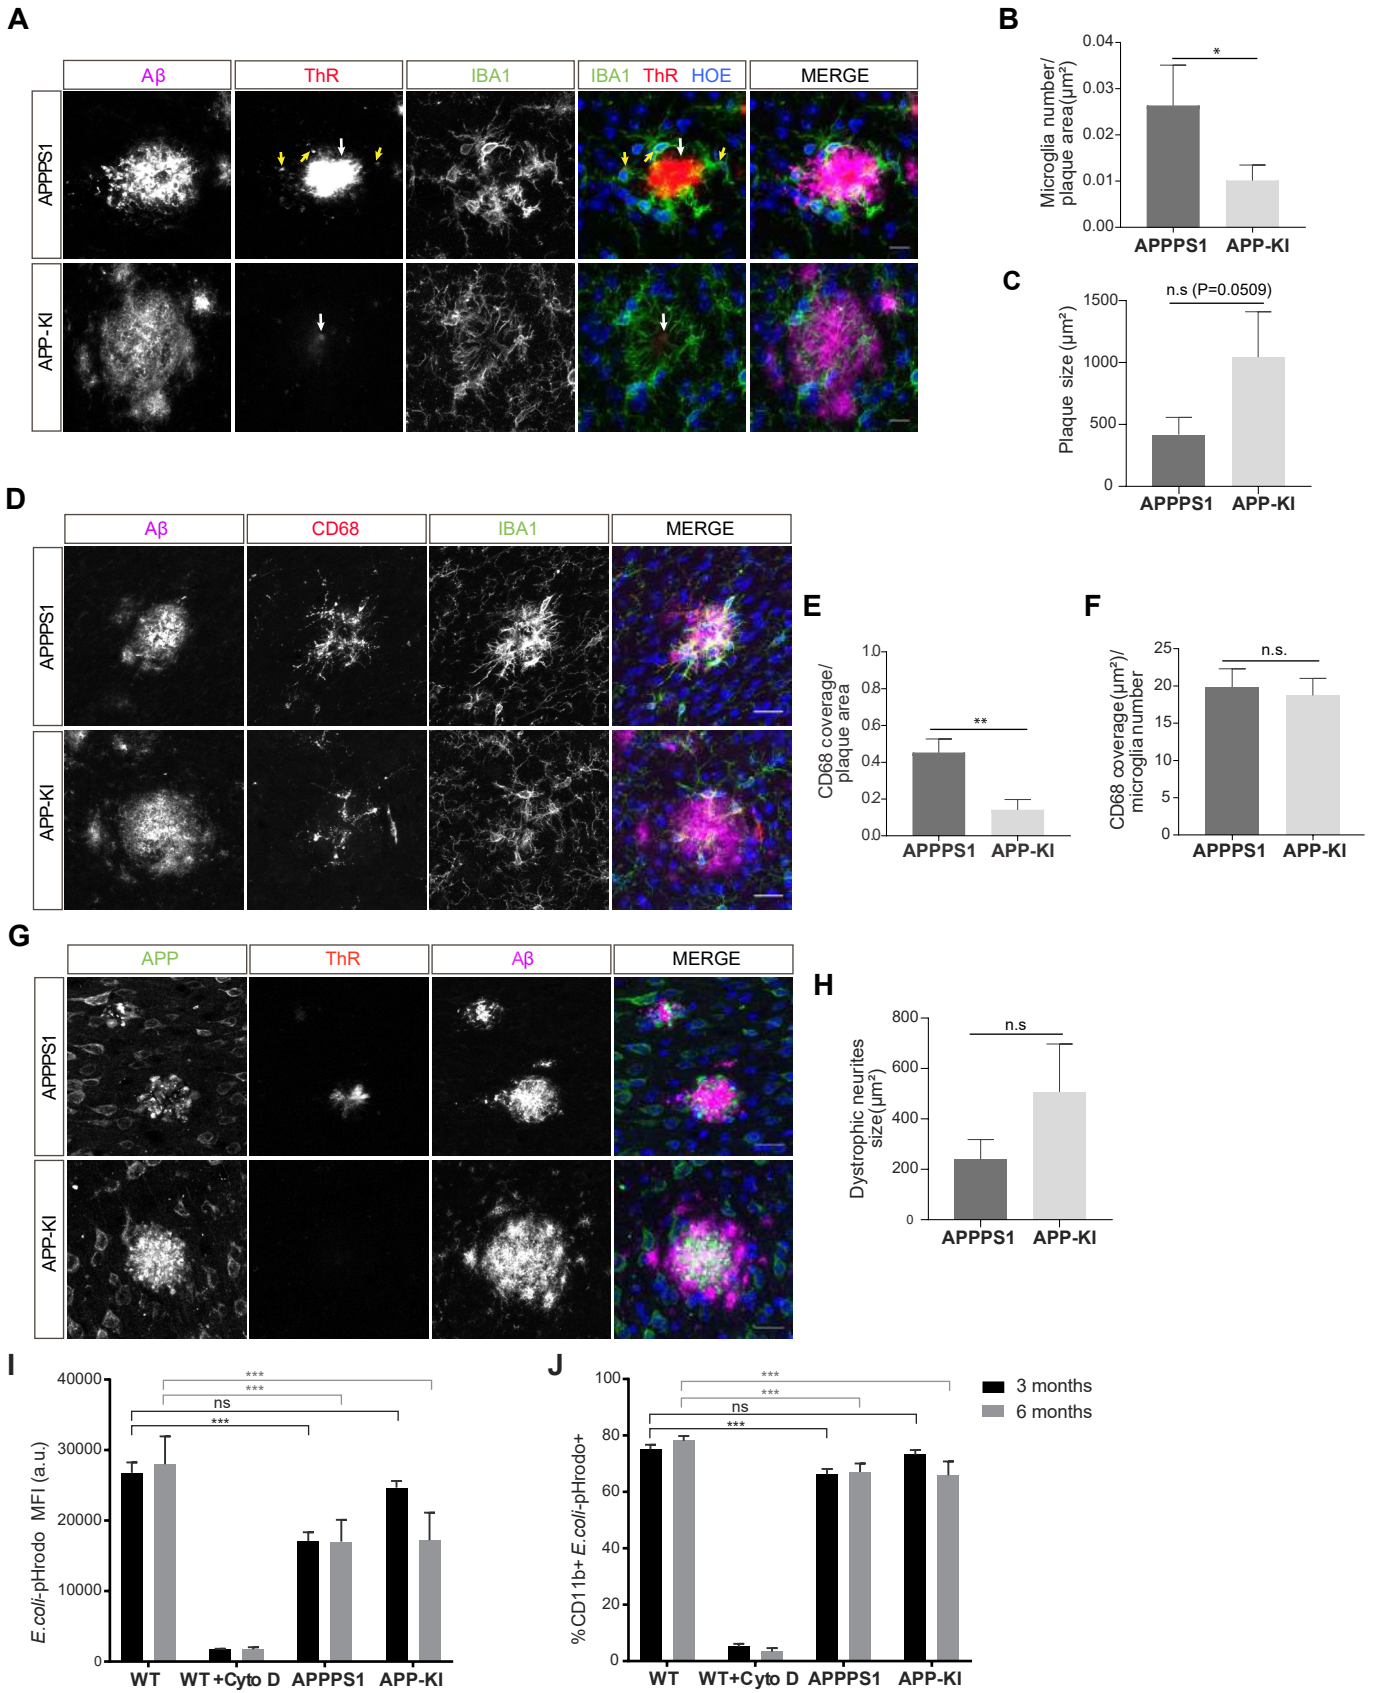 A
Aβ ThR IBA1 IBA1 ThR HOE MERGE
APPPS1
APP-KI
B
Microglia number/
plaque area(μm²)
0.04
0.03
0.02
0.01
0.00
*
APPPS1 APP-KI
C
n.s (P=0.0509)
Plaque size (μm²)
1500
1000
500
0
APPPS1 APP-KI
D
Aβ CD68 IBA1 MERGE
APPPS1
APP-KI
E
CD68 coverage/
plaque area
1.0
0.8
0.6
0.4
0.2
0.0
**
APPPS1 APP-KI
F
CD68 coverage(μm²)/
microglia number
25
20
15
10
5
0
n.s.
APPPS1 APP-KI
G
APP ThR Aβ MERGE
APPPS1
APP-KI
H
Dystrophic neurites
size(μm²)
800
600
400
200
0
n.s
APPPS1 APP-KI
I
E.coli-pHrodo MFI (a.u.)
40000
30000
20000
10000
0
***
***
ns
***
WT WT+Cyto D APPPS1 APP-KI
J
%CD11b+ E.coli-pHrodo+
100
80
60
40
20
0
***
***
ns
***
WT WT+Cyto D APPPS1 APP-KI
3 months
6 months